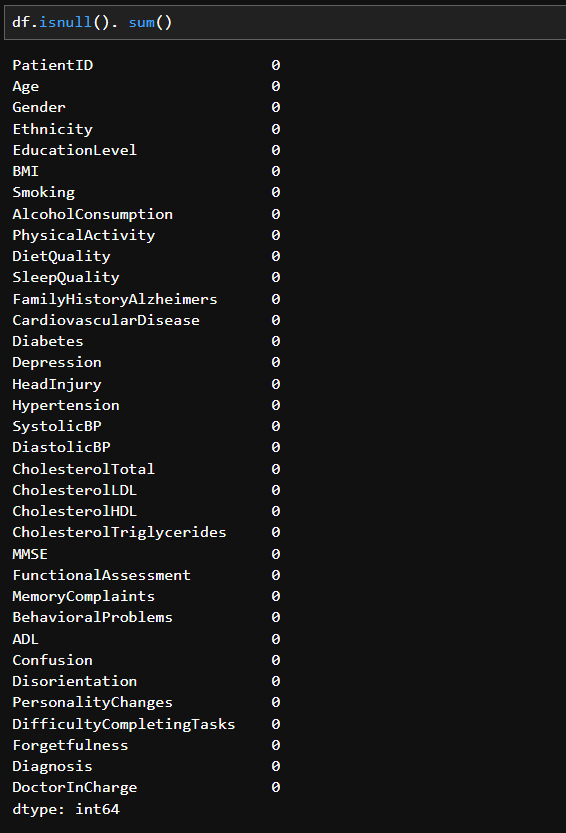 df.isnull(). sum()
PatientID 0
Age 0
Gender 0
Ethnicity 0
EducationLevel 0
BMI 0
Smoking 0
AlcoholConsumption 0
PhysicalActivity 0
DietQuality 0
SleepQuality 0
FamilyHistoryAlzheimers 0
CardiovascularDisease 0
Diabetes 0
Depression 0
HeadInjury 0
Hypertension 0
SystolicBP 0
DiastolicBP 0
CholesterolTotal 0
CholesterolLDL 0
CholesterolHDL 0
CholesterolTriglycerides 0
MMSE 0
FunctionalAssessment 0
MemoryComplaints 0
BehavioralProblems 0
ADL 0
Confusion 0
Disorientation 0
PersonalityChanges 0
DifficultyCompletingTasks 0
Forgetfulness 0
Diagnosis 0
DoctorInCharge 0
dtype: int64